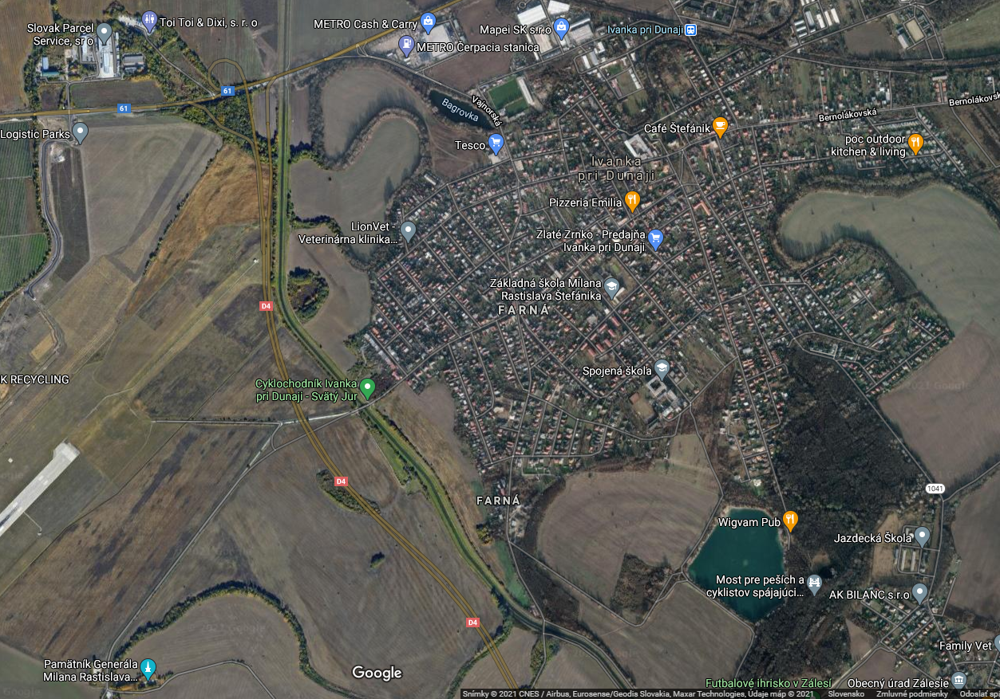 Toi Toi & Dixi, s. r. o
METRO Cash & Carry
Slovak Parcel
Service, sr o
Mapei SK s.r.o
Ivanka pri Dunaji
METRO Čerpacia stanica
61
61
Bagrovka
Vajnorská
Bernolákovská
Logistic Parks
Café Štefánik
poc outdoor
kitchen & living
Tesco
Ivanka
pri Dunaji
Pizzeria Emilia
LionVet -
Veterinárna klinika...
Zlaté Zrnko - Predajňa
Ivanka pri Dunaji
Základná škola Milana
Rastislava Štefánika
FARNÁ
D4
K RECYCLING
Spojená škola
Cyklochodník Ivanka
pri Dunaji - Svätý Jur
D4
1041
FARNÁ
Wigvam Pub
Jazdecká Škola
Most pre peších a
cyklistov spájajúci...
AK BILANC s.r.o
D4
Family Vet
Pamätník Generála
Milana Rastislava...
Google
Futbalové ihrisko v Zálesí
Obecný úrad Zálesie
Snímky © 2021 CNES / Airbus, Eurosense/Geodis Slovakia, Maxar Technologies, Údaje máp © 2021
Slovensko
Zmluvné podmienky
Odoslať sp